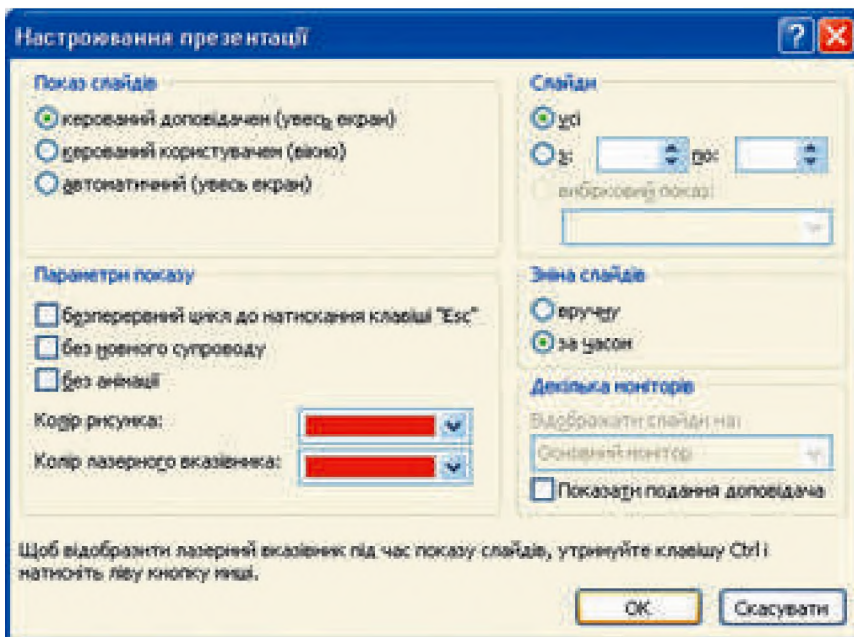 Настроювання презентації
Показ слайдів
керований доповідачем (увесь екран)
керований користувачем (вікно)
автоматичний (увесь екран)
Слайди
усі
з:
по:
вибірковий показ:
Параметри показу
безперервний цикл до натискання клавіші "Esc"
без мовного супроводу
без анімації
Колір рисунка:
Колір лазерного вказівника:
Зміна слайдів
вручну
за часом
Декілька моніторів
Відображати слайди на:
Основний монітор
Показати подання доповідача
Щоб відобразити лазерний вказівник під час показу слайдів, утримуйте клавішу Ctrl і
натисніть ліву кнопку миші.
ОК
Скасувати